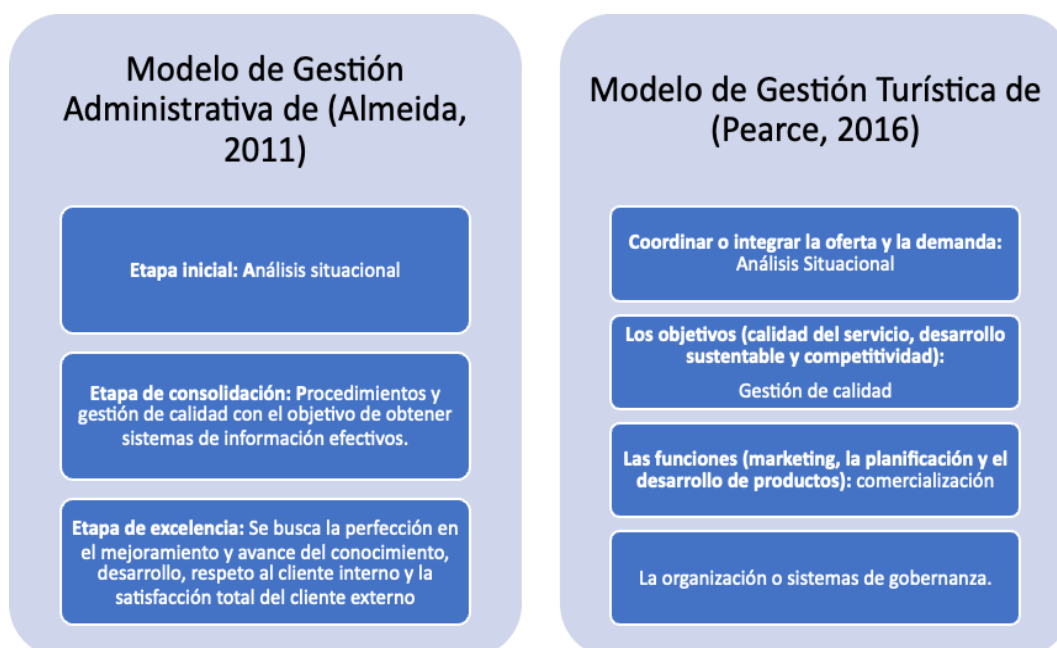 Modelo de Gestión
Administrativa de (Almeida,
2011)
Etapa inicial: Análisis situacional
Etapa de consolidación: Procedimientos y
gestión de calidad con el objetivo de obtener
sistemas de información efectivos.
Etapa de excelencia: Se busca la perfección en
el mejoramiento y avance del conocimiento,
desarrollo, respeto al cliente interno y la
satisfacción total del cliente externo
Modelo de Gestión Turística de
(Pearce, 2016)
Coordinar o integrar la oferta y la demanda:
Análisis Situacional
Los objetivos (calidad del servicio, desarrollo
sustentable y competitividad):
Gestión de calidad
Las funciones (marketing, la planificación y el
desarrollo de productos): comercialización
La organización o sistemas de gobernanza.